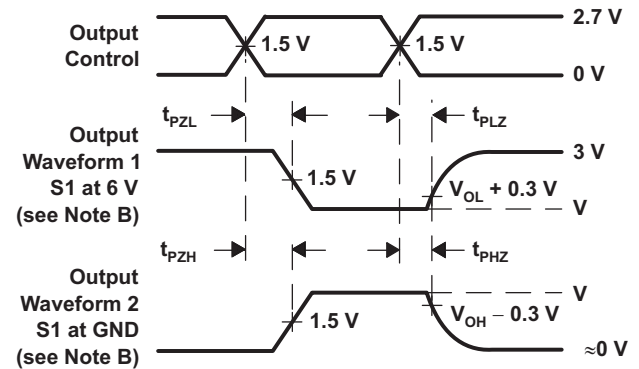 2.7 V
Output
Control
1.5 V
1.5 V
0 V
tPZL
tPLZ
Output
Waveform 1
S1 at 6 V
(see Note B)
3 V
1.5 V
VOL + 0.3 V
V
tPZH
tPHZ
Output
Waveform 2
S1 at GND
(see Note B)
V
1.5 V
VOH − 0.3 V
≈0 V